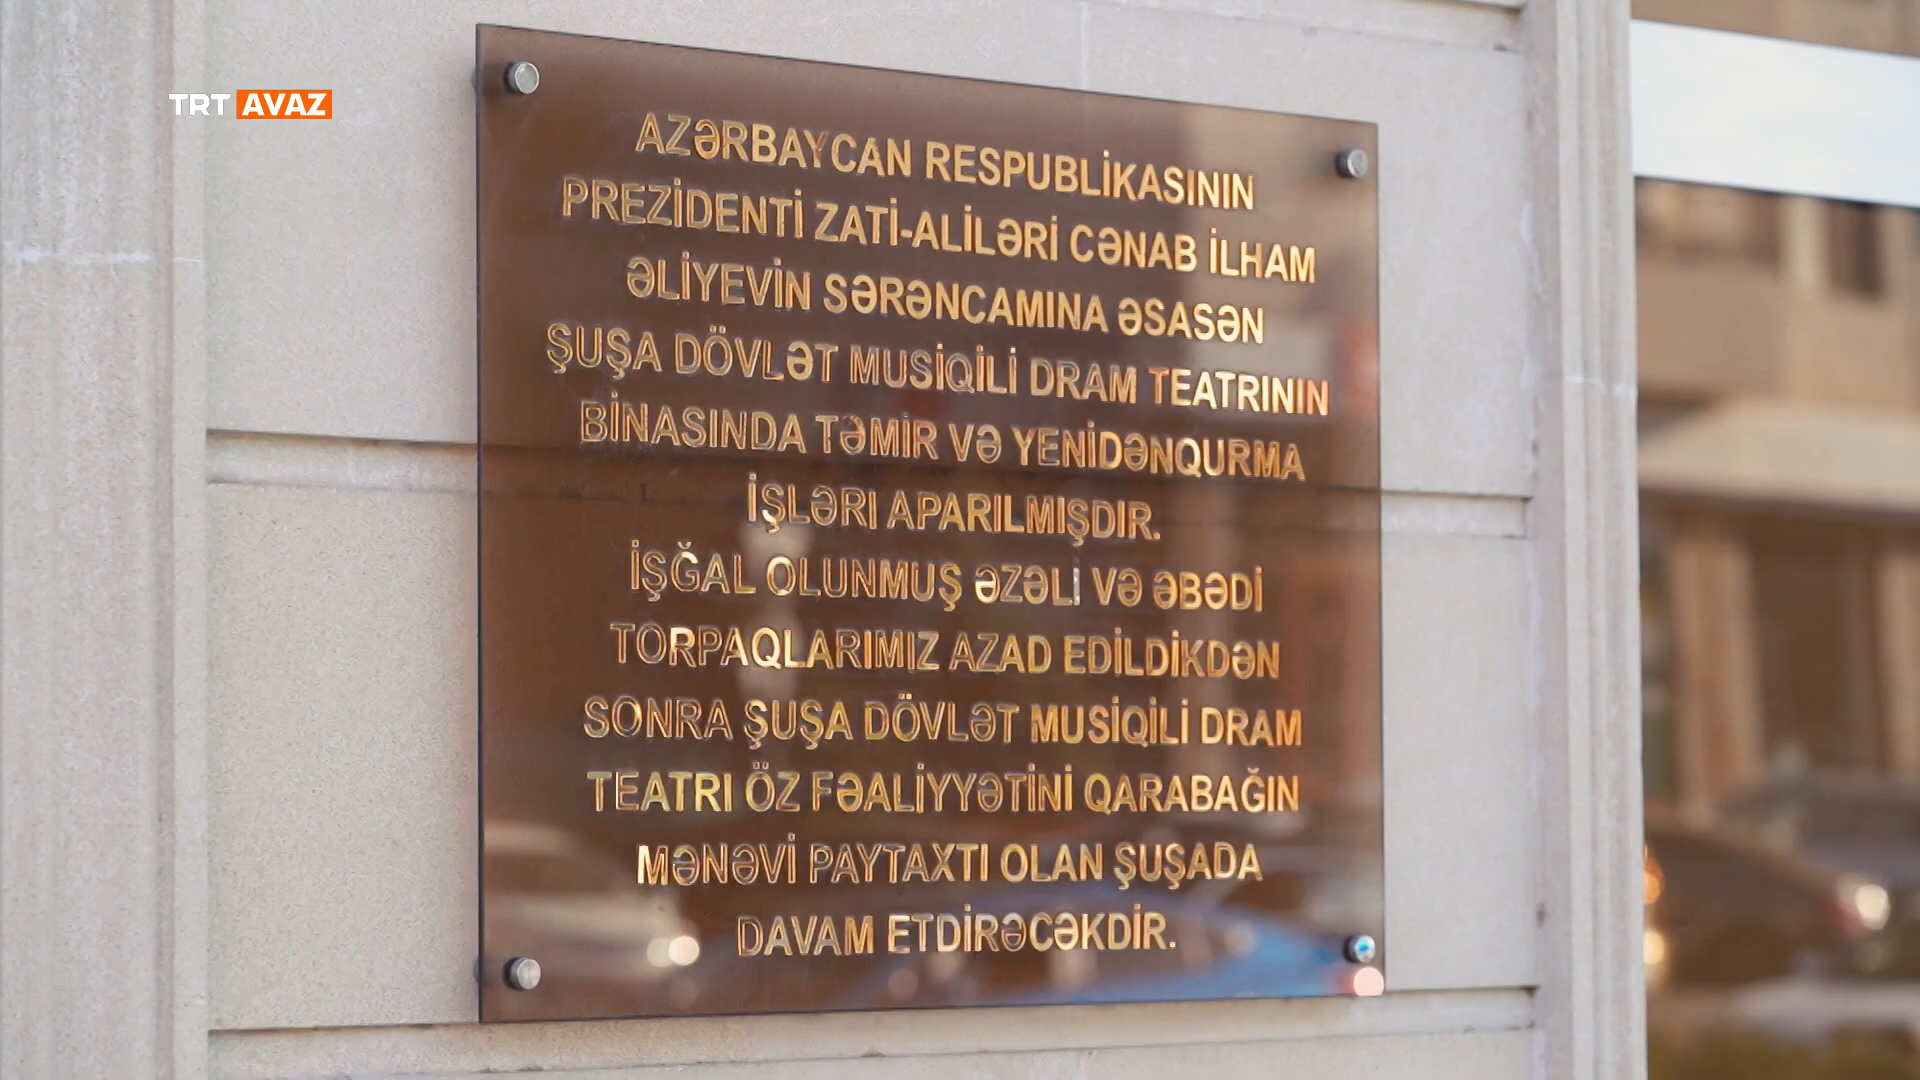 TRT AVAZ
AZƏRBAYCAN RESPUBLİKASININ
PREZİDENTİ ZATİ-ALİLƏRİ CƏNAB İLHAM
ƏLİYEVİN SƏRƏNCAMINA ƏSASƏN
ŞUŞA DÖVLƏT MUSİQİLİ DRAM TEATRININ
BİNASINDA TƏMİR VƏ YENİDƏNQURMA
İŞLƏRİ APARILMIŞDIR.
İŞĞAL OLUNMUŞ ƏZƏLİ VƏ ƏBƏDİ
TORPAQLARIMIZ AZAD EDİLDİKDƏN
SONRA ŞUŞA DÖVLƏT MUSİQİLİ DRAM
TEATRI ÖZ FƏALİYYƏTİNİ QARABAĞIN
MƏNƏVİ PAYTAXTI OLAN ŞUŞADA
DAVAM ETDİRƏCƏKDİR.